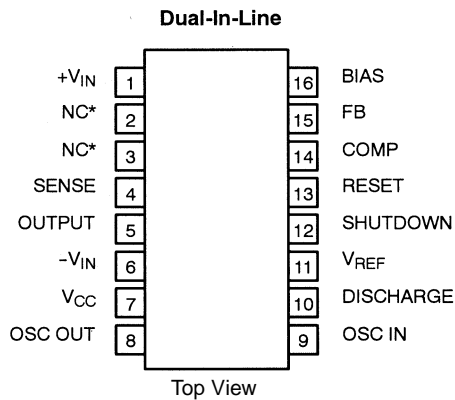 Dual-In-Line
+VIN 1 16 BIAS
NC* 2 15 FB
NC* 3 14 COMP
SENSE 4 13 RESET
OUTPUT 5 12 SHUTDOWN
–VIN 6 11 VREF
VCC 7 10 DISCHARGE
OSC OUT 8 9 OSC IN
Top View